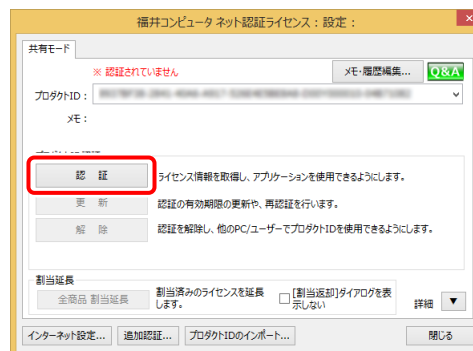 福井コンピュータ ネット認証ライセンス：設定：
×
共有モード
※ 認証されていません
メモ・履歴編集...
Q&A
プロダクトID：
メモ：
認 証
ライセンス情報を取得し、アプリケーションを使用できるようにします。
更 新
認証の有効期限の更新や、再認証を行います。
解 除
認証を解除し、他のPC/ユーザーでプロダクトIDを使用できるようにします。
割当延長
全商品 割当延長
割当済みのライセンスを延長
します。
[割当返却]ダイアログを表
示しない
詳細 ▼
インターネット設定...
追加認証...
プロダクトIDのインポート...
閉じる